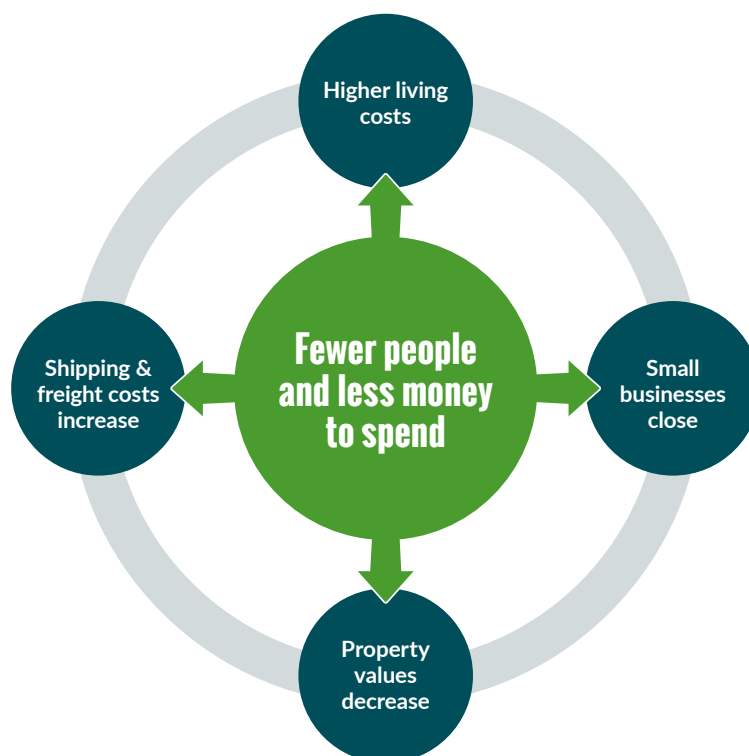 Higher living
costs
Shipping &
freight costs
increase
Fewer people
and less money
to spend
Small
businesses
close
Property
values
decrease